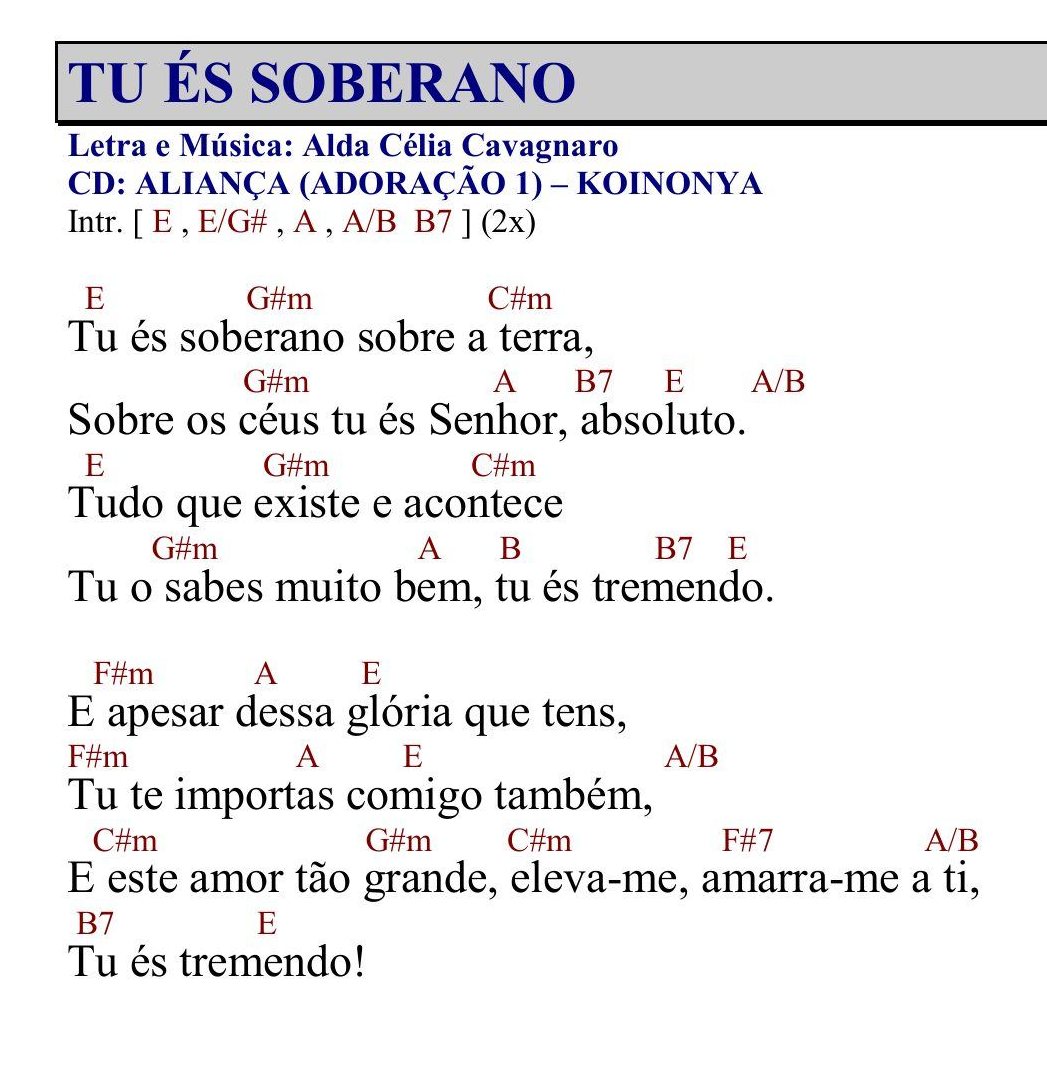 TU ÉS SOBERANO
Letra e Música: Alda Célia Cavagnaro
CD: ALIANÇA (ADORAÇÃO 1) – KOINONYA
Intr. [ E , E/G# , A , A/B B7 ] (2x)
E G#m C#m
Tu és soberano sobre a terra,
G#m A B7 E A/B
Sobre os céus tu és Senhor, absoluto.
E G#m C#m
Tudo que existe e acontece
G#m A B B7 E
Tu o sabes muito bem, tu és tremendo.
F#m A E
E apesar dessa glória que tens,
F#m A E A/B
Tu te importas comigo também,
C#m G#m C#m F#7 A/B
E este amor tão grande, eleva-me, amarra-me a ti,
B7 E
Tu és tremendo!